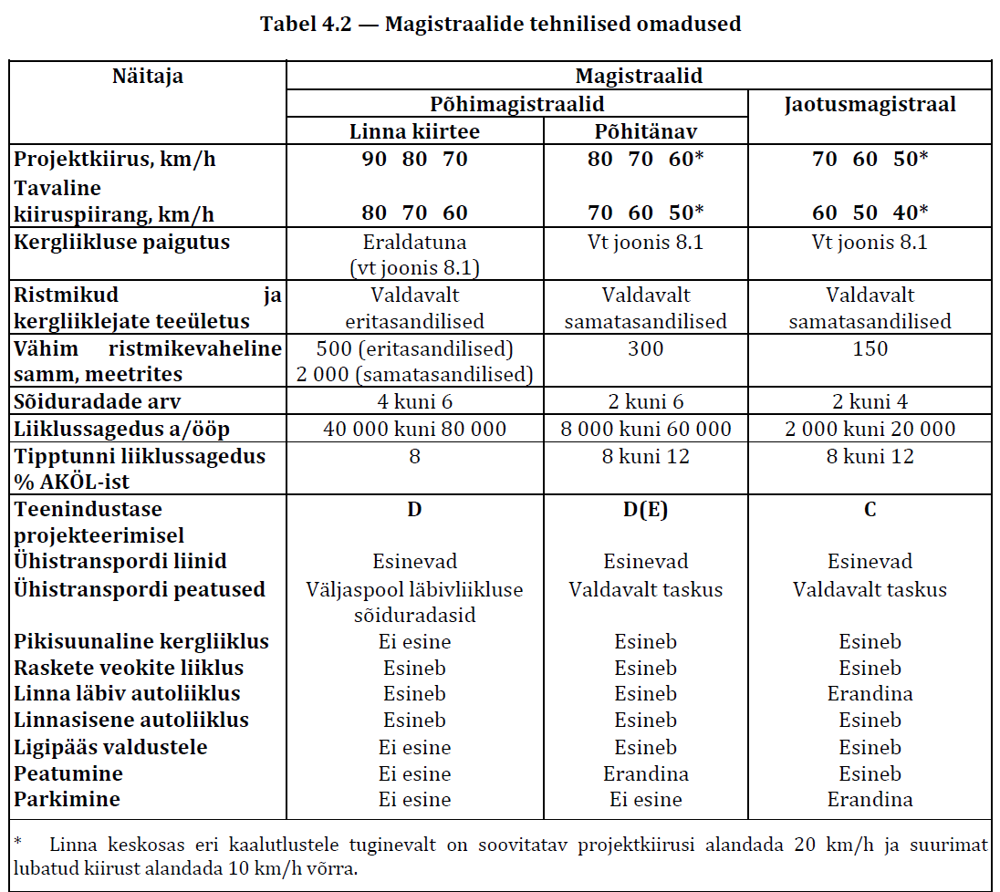 Tabel 4.2 — Magistraalide tehnilised omadused
Näitaja Magistraalid
Põhimagistraalid Jaotusmagistraal
Linna kiirtee Põhitänav
Projektkiirus, km/h 90 80 70 80 70 60* 70 60 50*
Tavaline
kiiruspiirang, km/h 80 70 60 70 60 50* 60 50 40*
Kergliikluse paigutus Eraldatuna Vt joonis 8.1 Vt joonis 8.1
(vt joonis 8.1)
Ristmikud ja Valdavalt Valdavalt Valdavalt
kergliiklejate teeületus eritasandilised samatasandilised samatasandilised
Vähim ristmikevaheline 500 (eritasandilised) 300 150
samm, meetrites 2 000 (samatasandilised)
Sõiduradade arv 4 kuni 6 2 kuni 6 2 kuni 4
Liiklussagedus a/ööp 40 000 kuni 80 000 8 000 kuni 60 000 2 000 kuni 20 000
Tipptunni liiklussagedus 8 8 kuni 12 8 kuni 12
% AKÖL-ist
Teenindustase D D(E) C
projekteerimisel
Ühistranspordi liinid Esinevad Esinevad Esinevad
Ühistranspordi peatused Väljaspool läbivliikluse Valdavalt taskus Valdavalt taskus
sõiduradasid
Pikisuunaline kergliiklus Ei esine Esineb Esineb
Raskete veokite liiklus Esineb Esineb Esineb
Linna läbiv autoliiklus Esineb Esineb Erandina
Linnasisene autoliiklus Esineb Esineb Esineb
Ligipääs valdustele Ei esine Esineb Esineb
Peatumine Ei esine Erandina Esineb
Parkimine Ei esine Ei esine Erandina
* Linna keskosas eri kaalutlustele tuginevalt on soovitatav projektkiirusi alandada 20 km/h ja suurimat
lubatud kiirust alandada 10 km/h võrra.